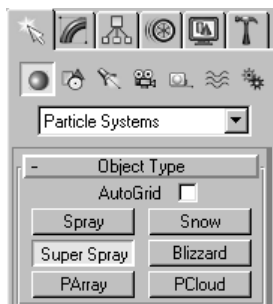 Particle Systems
- Object Type
AutoGrid
Spray Snow
Super Spray Blizzard
PArray PCloud